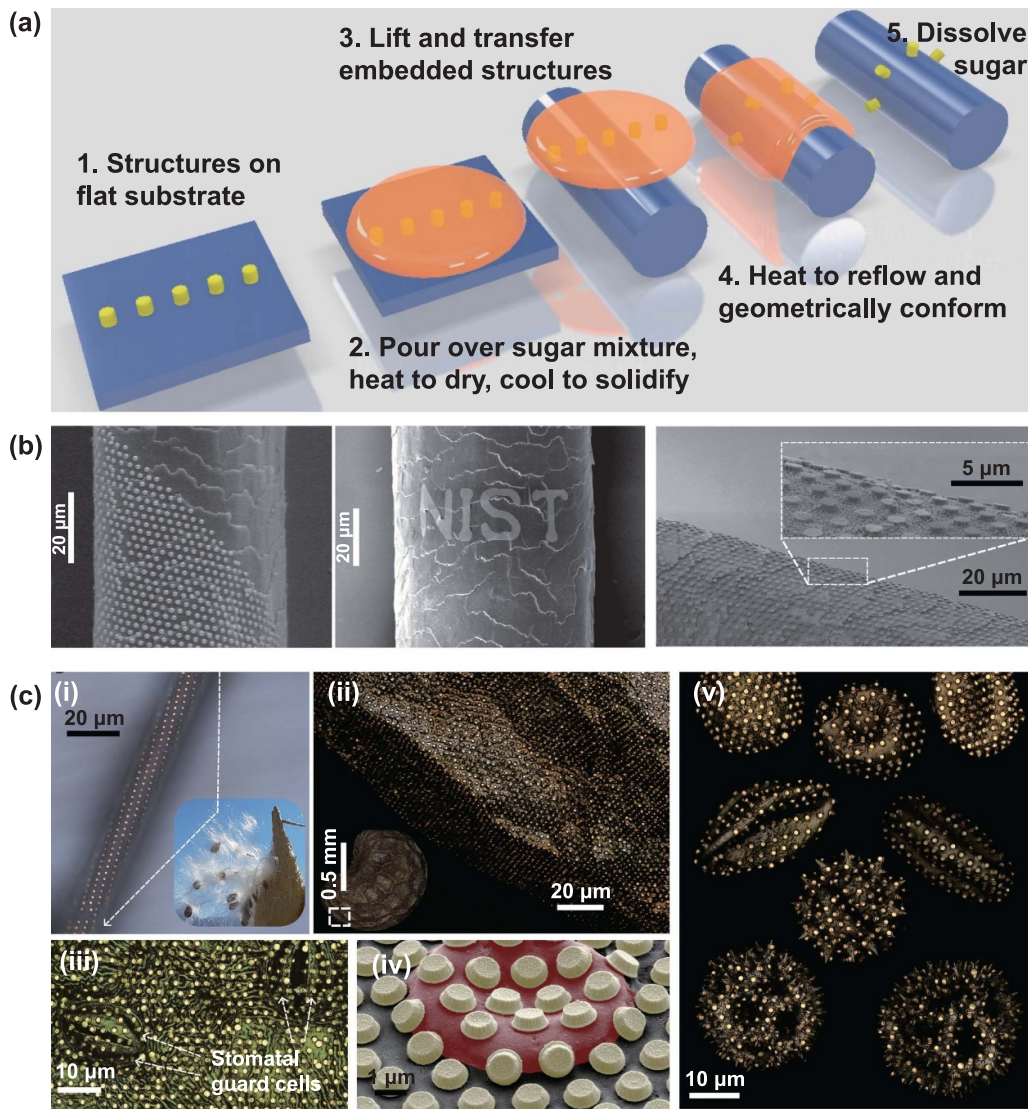 (a)
3. Lift and transfer
embedded structures
5. Dissolve
sugar
1. Structures on
flat substrate
4. Heat to reflow and
geometrically conform
2. Pour over sugar mixture,
heat to dry, cool to solidify
(b)
20 µm
NIST
20 µm
5 µm
20 µm
(c)
(i)
20 µm
(ii)
0.5 mm
20 µm
(v)
10 µm
(iii)
Stomatal
guard cells
10 µm
(iv)
1 µm